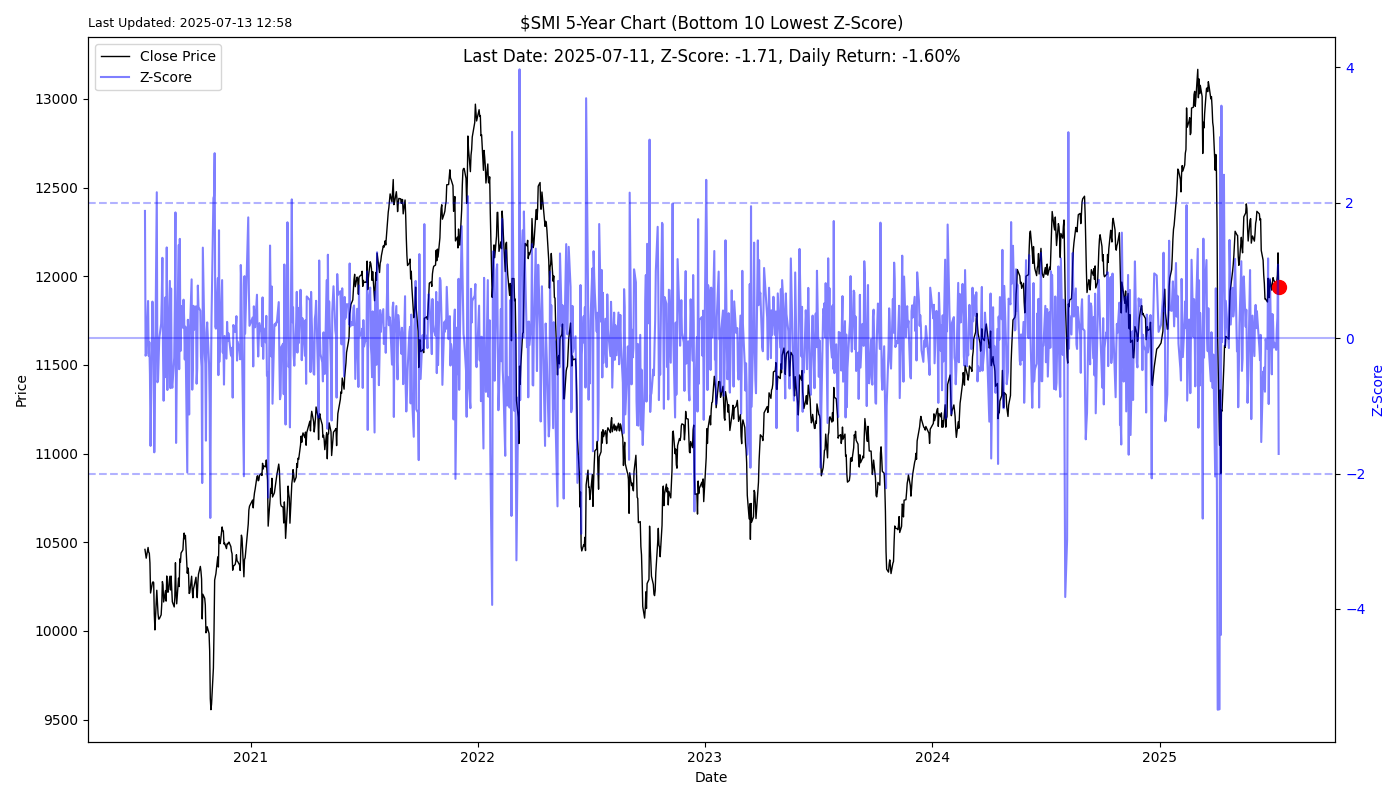 Last Updated: 2025-07-13 12:58
$SMI 5-Year Chart (Bottom 10 Lowest Z-Score)
Last Date: 2025-07-11, Z-Score: -1.71, Daily Return: -1.60%
Close Price
Z-Score
13000
12500
12000
11500
11000
10500
10000
9500
Price
4
2
0
−2
−4
Z-Score
2021
2022
2023
2024
2025
Date